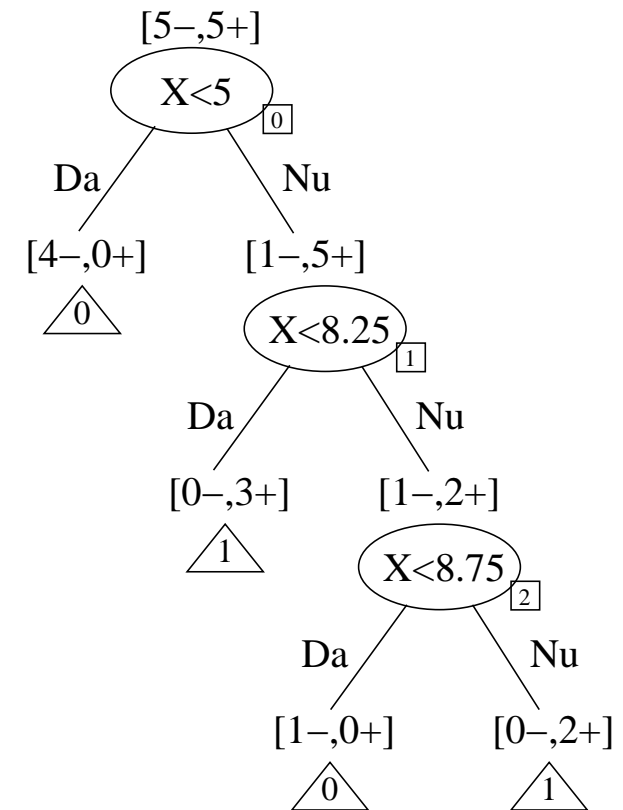 [5−,5+]
X<5
0
Da
Nu
[4−,0+]
[1−,5+]
0
X<8.25
1
Da
Nu
[0−,3+]
[1−,2+]
1
X<8.75
2
Da
Nu
[1−,0+]
[0−,2+]
0
1